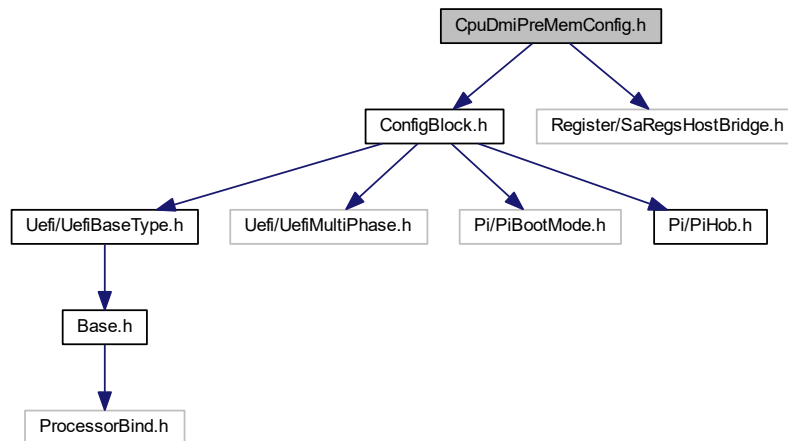 CpuDmiPreMemConfig.h
ConfigBlock.h
Register/SaRegsHostBridge.h
Uefi/UefiBaseType.h
Uefi/UefiMultiPhase.h
Pi/PiBootMode.h
Pi/PiHob.h
Base.h
ProcessorBind.h